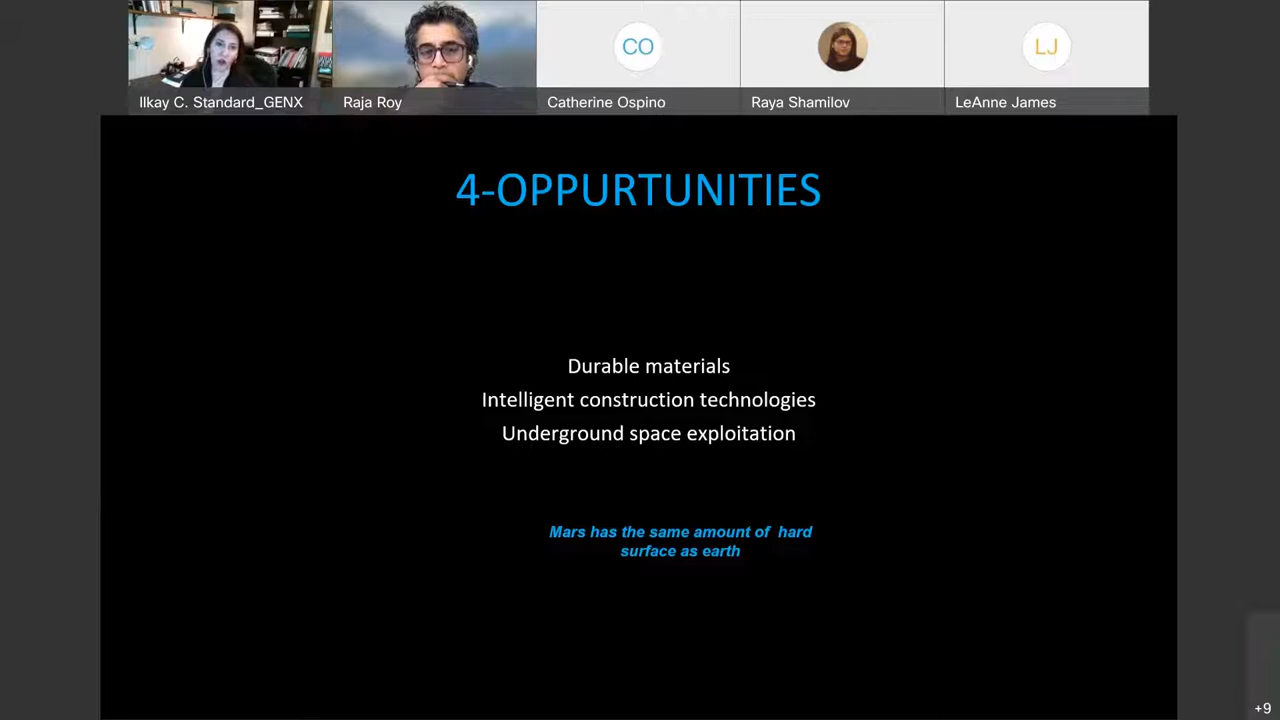 Ilkay C. Standard_GENX
Raja Roy
CO
Catherine Ospino
Raya Shamilov
LJ
LeAnne James
4-OPPURTUNITIES
Durable materials
Intelligent construction technologies
Underground space exploitation
Mars has the same amount of hard
surface as earth
+9